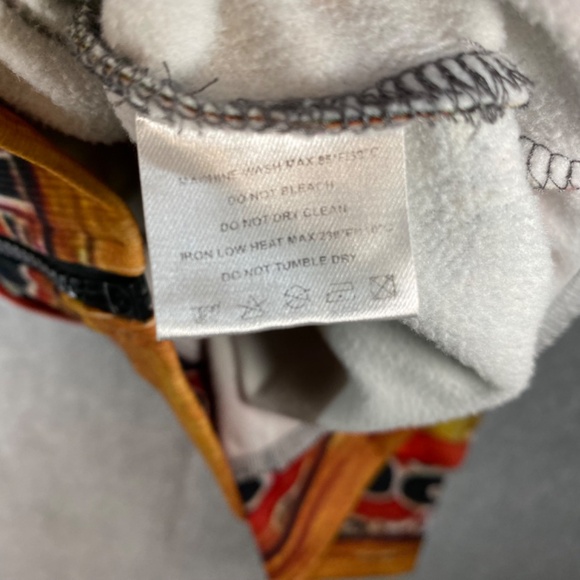 MACHINE WASH MAX
DO NOT BLEACH
DO NOT DRY CLEAN
IRON LOW HEAT MAX
DO NOT TUMBLE DRY